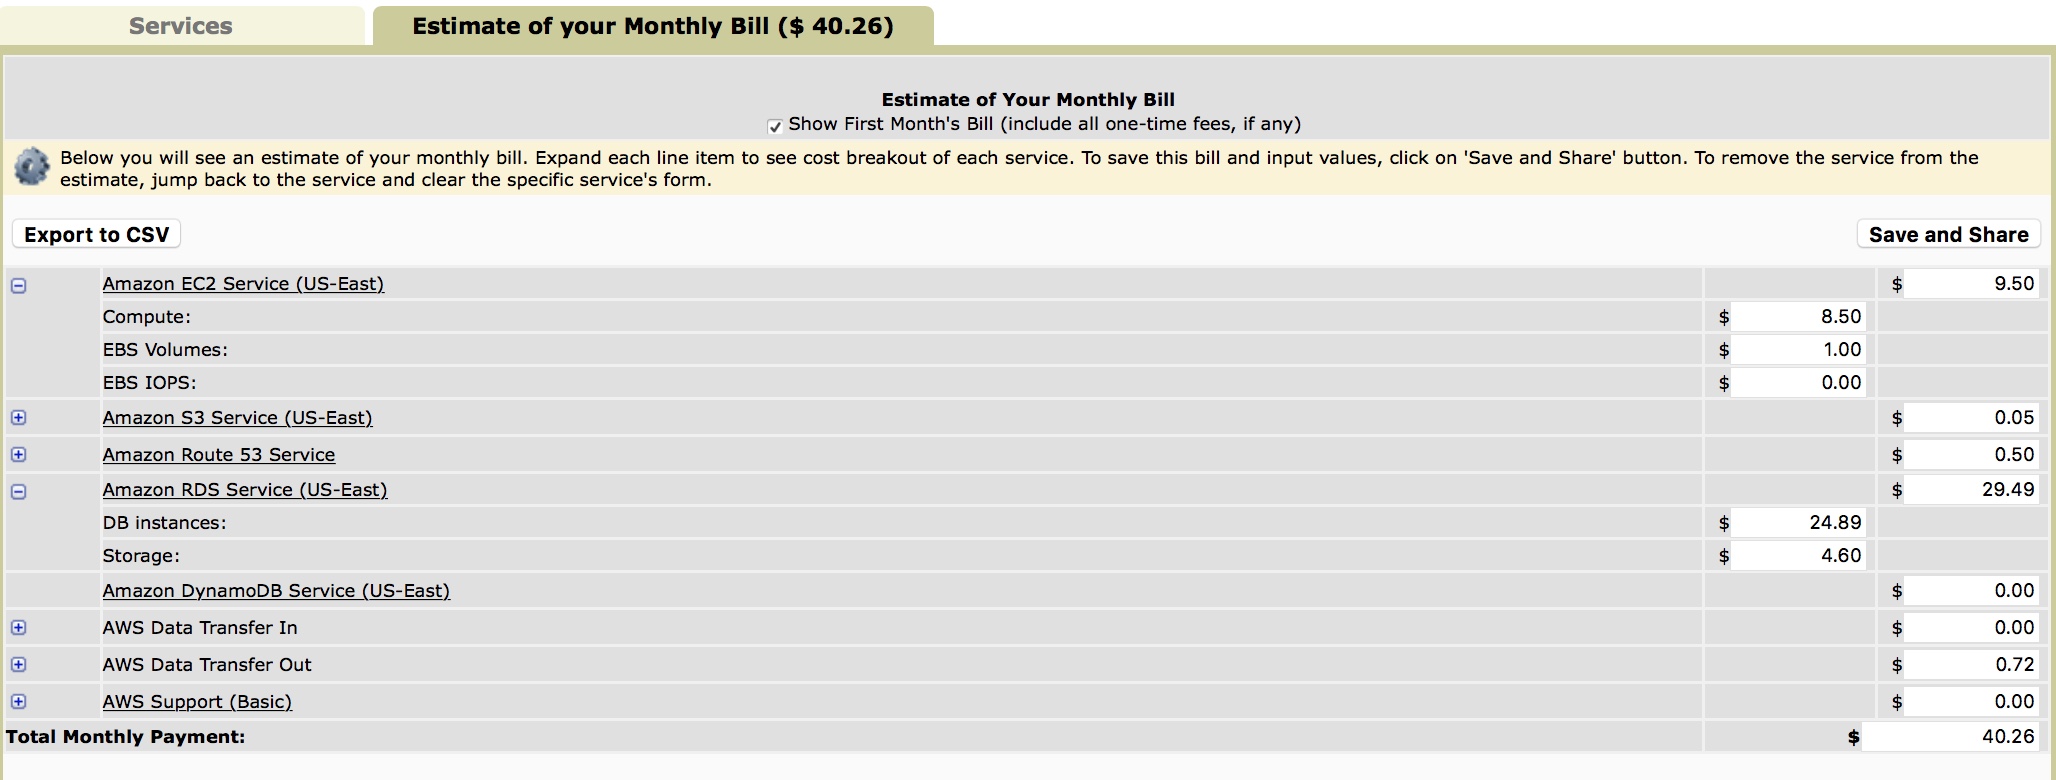 Services
Estimate of your Monthly Bill ($ 40.26)
Estimate of Your Monthly Bill
Show First Month's Bill (include all one-time fees, if any)
Below you will see an estimate of your monthly bill. Expand each line item to see cost breakout of each service. To save this bill and input values, click on 'Save and Share' button. To remove the service from the
estimate, jump back to the service and clear the specific service's form.
Export to CSV
Save and Share
Amazon EC2 Service (US-East) $ 9.50
Compute: $ 8.50
EBS Volumes: $ 1.00
EBS IOPS: $ 0.00
Amazon S3 Service (US-East) $ 0.05
Amazon Route 53 Service $ 0.50
Amazon RDS Service (US-East) $ 29.49
DB instances: $ 24.89
Storage: $ 4.60
Amazon DynamoDB Service (US-East) $ 0.00
AWS Data Transfer In $ 0.00
AWS Data Transfer Out $ 0.72
AWS Support (Basic) $ 0.00
Total Monthly Payment: $ 40.26